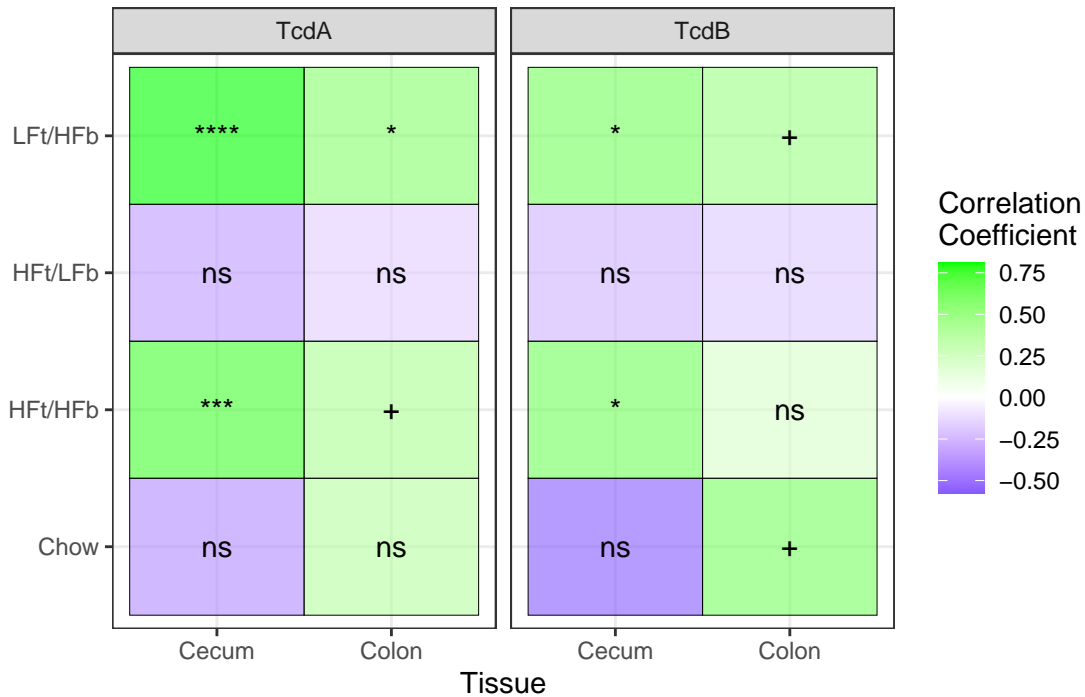 TcdA TcdB
LFt/HFb **** * * +
HFt/LFb ns ns ns ns
HFt/HFb *** + * ns
Chow ns ns ns +
Cecum Colon Cecum Colon
Tissue
Correlation
Coefficient
0.75
0.50
0.25
0.00
−0.25
−0.50